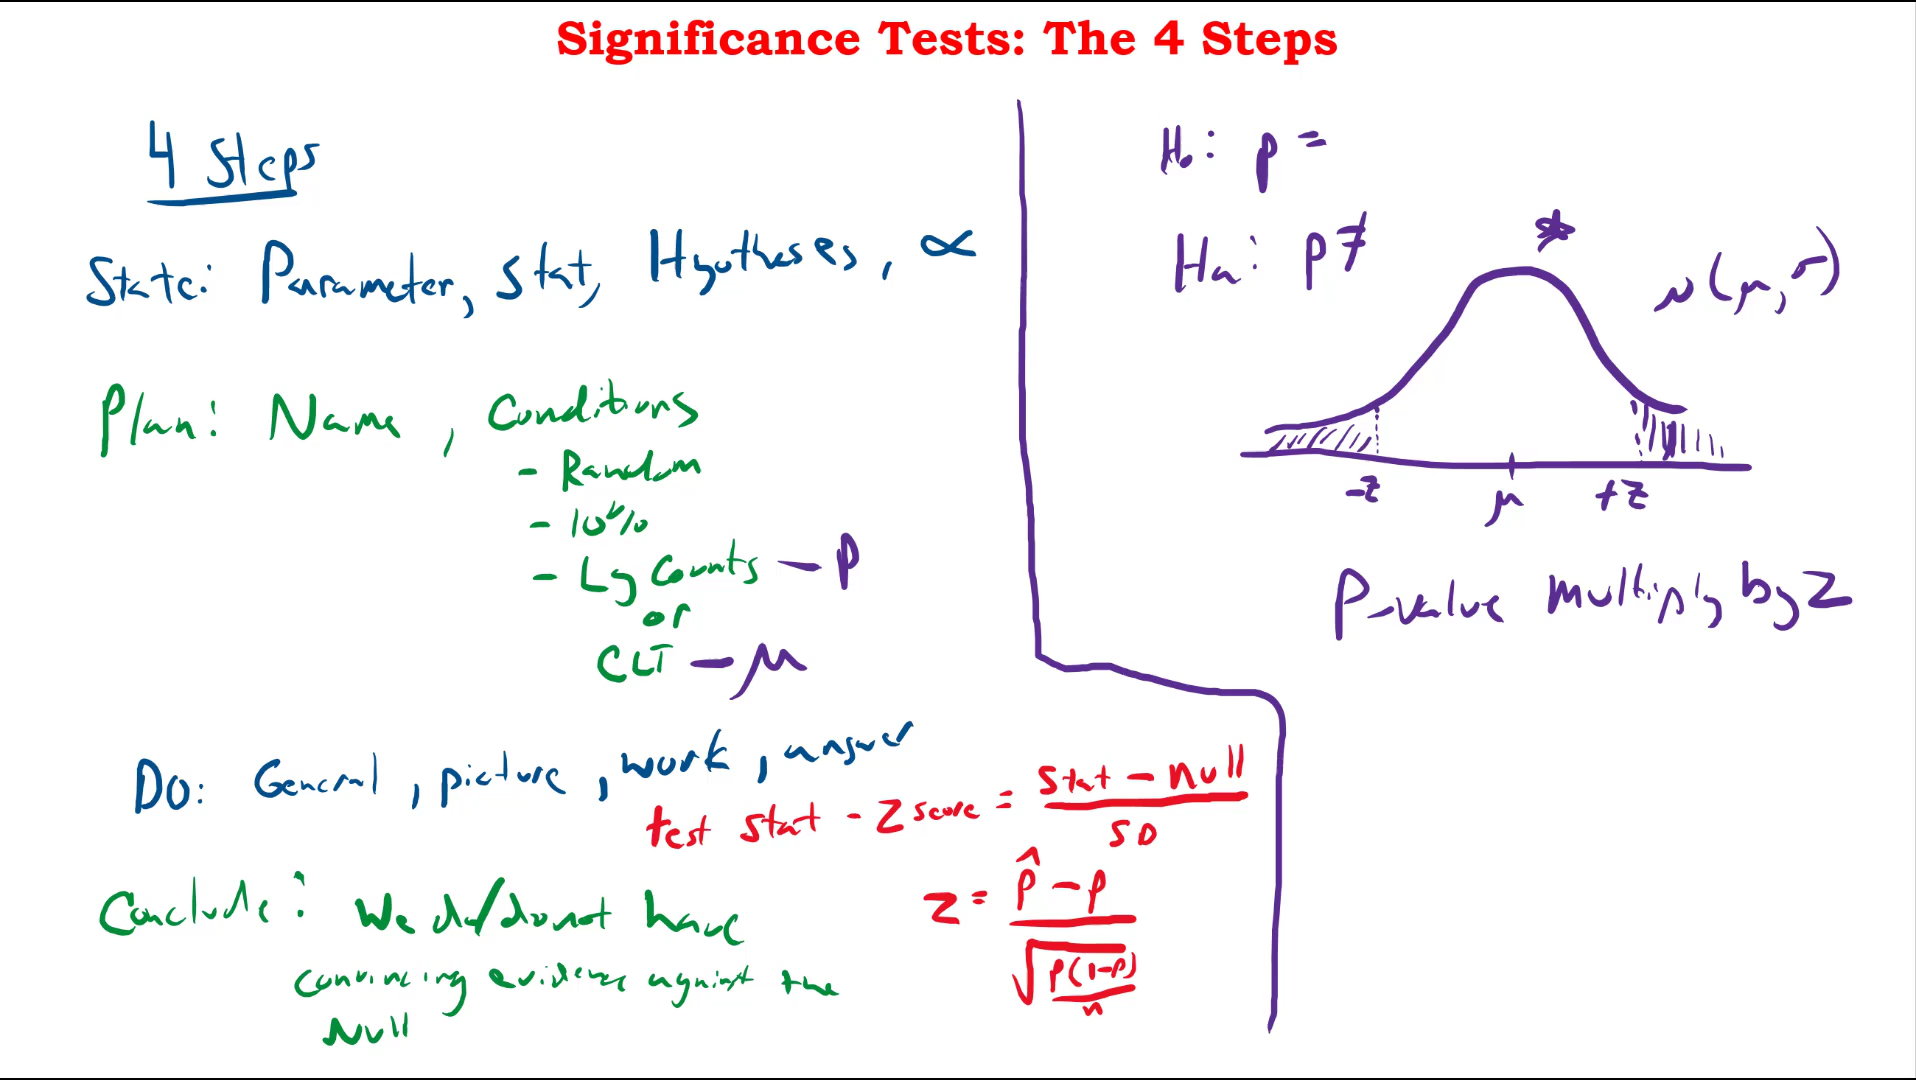 Significance Tests: The 4 Steps
4 Steps
State: Parameter, Stat, Hypotheses, α
Plan: Name, Conditions
- Random
- 10%
- Lg Counts – p
or
CLT – μ
Do: General, picture, work, answer
test stat - Z score = stat - null / SD
Z = p̂ - p / √(p(1-p)/n)
Conclude: We do/do not have
convincing evidence against the
Null
H₀: p =
Ha: p ≠
*
N(μ, σ)
-z μ +z
P-value multiply by 2